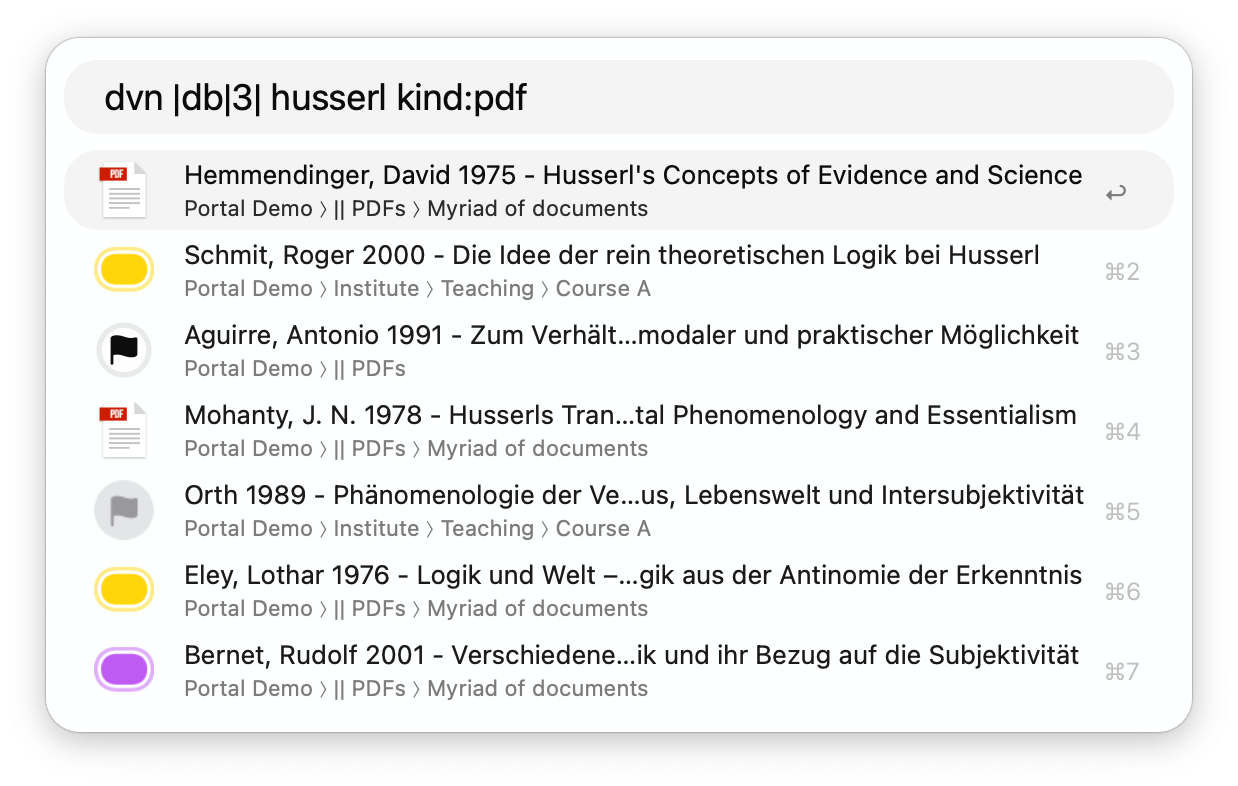 dvn |db|3| husserl kind:pdf
PDF
Hemmendinger, David 1975 - Husserl's Concepts of Evidence and Science
Portal Demo 〉|| PDFs 〉Myriad of documents
↩
Schmit, Roger 2000 - Die Idee der rein theoretischen Logik bei Husserl
Portal Demo 〉Institute 〉Teaching 〉Course A
⌘2
Aguirre, Antonio 1991 - Zum Verhält…modaler und praktischer Möglichkeit
Portal Demo 〉|| PDFs
⌘3
PDF
Mohanty, J. N. 1978 - Husserls Tran…tal Phenomenology and Essentialism
Portal Demo 〉|| PDFs 〉Myriad of documents
⌘4
Orth 1989 - Phänomenologie der Ve…us, Lebenswelt und Intersubjektivität
Portal Demo 〉Institute 〉Teaching 〉Course A
⌘5
Eley, Lothar 1976 - Logik und Welt –…gik aus der Antinomie der Erkenntnis
Portal Demo 〉|| PDFs 〉Myriad of documents
⌘6
Bernet, Rudolf 2001 - Verschiedene…ik und ihr Bezug auf die Subjektivität
Portal Demo 〉|| PDFs 〉Myriad of documents
⌘7